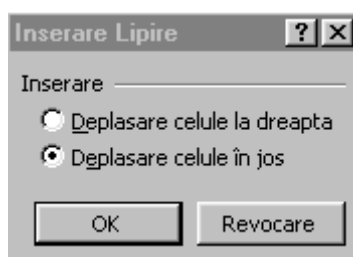 Inserare Lipire
Inserare
Deplasare celule la dreapta
Deplasare celule în jos
OK
Revocare